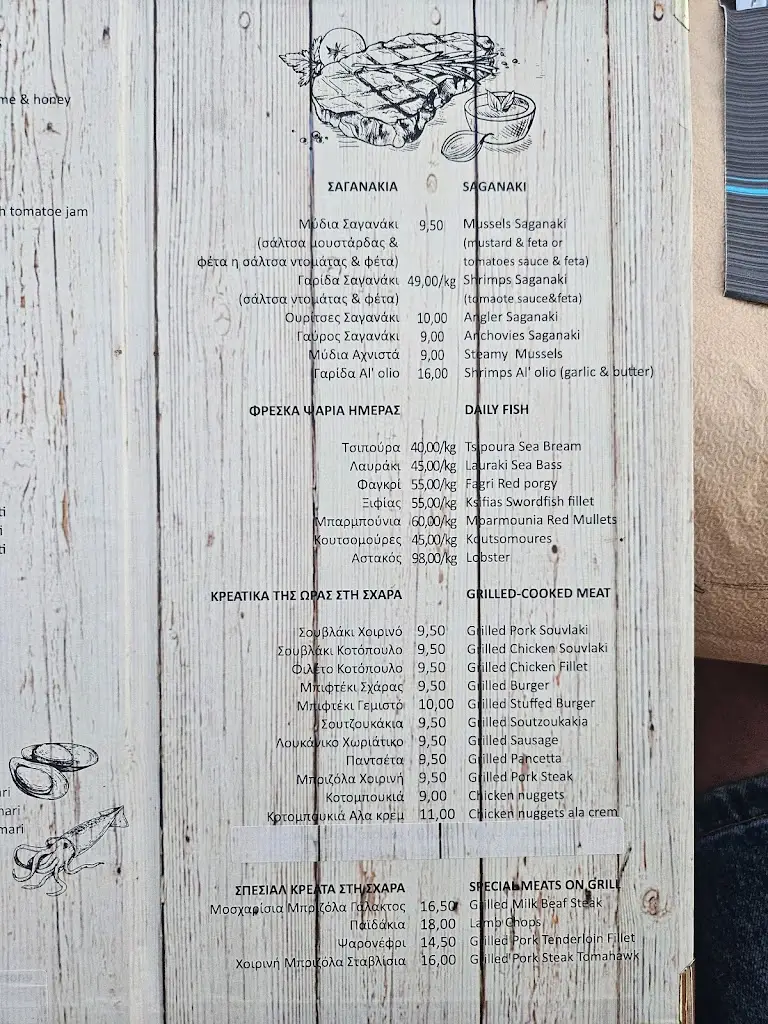 me & honey
h tomatoe jam
ΣΑΓΑΝΑΚΙΑ SAGANAKI
Μύδια Σαγανάκι 9,50 Mussels Saganaki
(σάλτσα μουστάρδας & (mustard & feta or
φέτα η σάλτσα ντομάτας & φέτα) tomatoes sauce & feta)
Γαρίδα Σαγανάκι 49,00/kg Shrimps Saganaki
(σάλτσα ντομάτας & φέτα) (tomaote sauce&feta)
Ουρίτσες Σαγανάκι 10,00 Angler Saganaki
Γαύρος Σαγανάκι 9,00 Anchovies Saganaki
Μύδια Αχνιστά 9,00 Steamy Mussels
Γαρίδα Al' olio 16,00 Shrimps Al' olio (garlic & butter)
ΦΡΕΣΚΑ ΨΑΡΙΑ ΗΜΕΡΑΣ DAILY FISH
Τσιπούρα 40,00/kg Tsipoura Sea Bream
Λαυράκι 45,00/kg Lauraki Sea Bass
Φαγκρί 55,00/kg Fagri Red porgy
Ξιφίας 55,00/kg Ksifias Swordfish fillet
Μπαρμπούνια 60,00/kg Mparmounia Red Mullets
Κουτσομούρες 45,00/kg Koutsomoures
Αστακός 98,00/kg Lobster
ΚΡΕΑΤΙΚΑ ΤΗΣ ΩΡΑΣ ΣΤΗ ΣΧΑΡΑ GRILLED-COOKED MEAT
Σουβλάκι Χοιρινό 9,50 Grilled Pork Souvlaki
Σουβλάκι Κοτόπουλο 9,50 Grilled Chicken Souvlaki
Φιλέτο Κοτόπουλο 9,50 Grilled Chicken Fillet
Μπιφτέκι Σχάρας 9,50 Grilled Burger
Μπιφτέκι Γεμιστό 10,00 Grilled Stuffed Burger
Σουτζουκάκια 9,50 Grilled Soutzoukakia
Λουκάνικο Χωριάτικο 9,50 Grilled Sausage
Παντσέτα 9,50 Grilled Pancetta
Μπριζόλα Χοιρινή 9,50 Grilled Pork Steak
Κοτομπουκιά 9,00 Chicken nuggets
Κοτομπουκιά Αλα κρέμ 11,00 Chicken nuggets ala crem
ΣΠΕΣΙΑΛ ΚΡΕΑΤΑ ΣΤΗ ΣΧΑΡΑ SPECIAL MEATS ON GRILL
Μοσχαρίσια Μπριζόλα Γάλακτος 16,50 Grilled Milk Beef Steak
Παϊδάκια 18,00 Lamb Chops
Ψαρονέφρι 14,50 Grilled Pork Tenderloin Fillet
Χοιρινή Μπριζόλα Σταβλίσια 16,00 Grilled Pork Steak Tomahawk